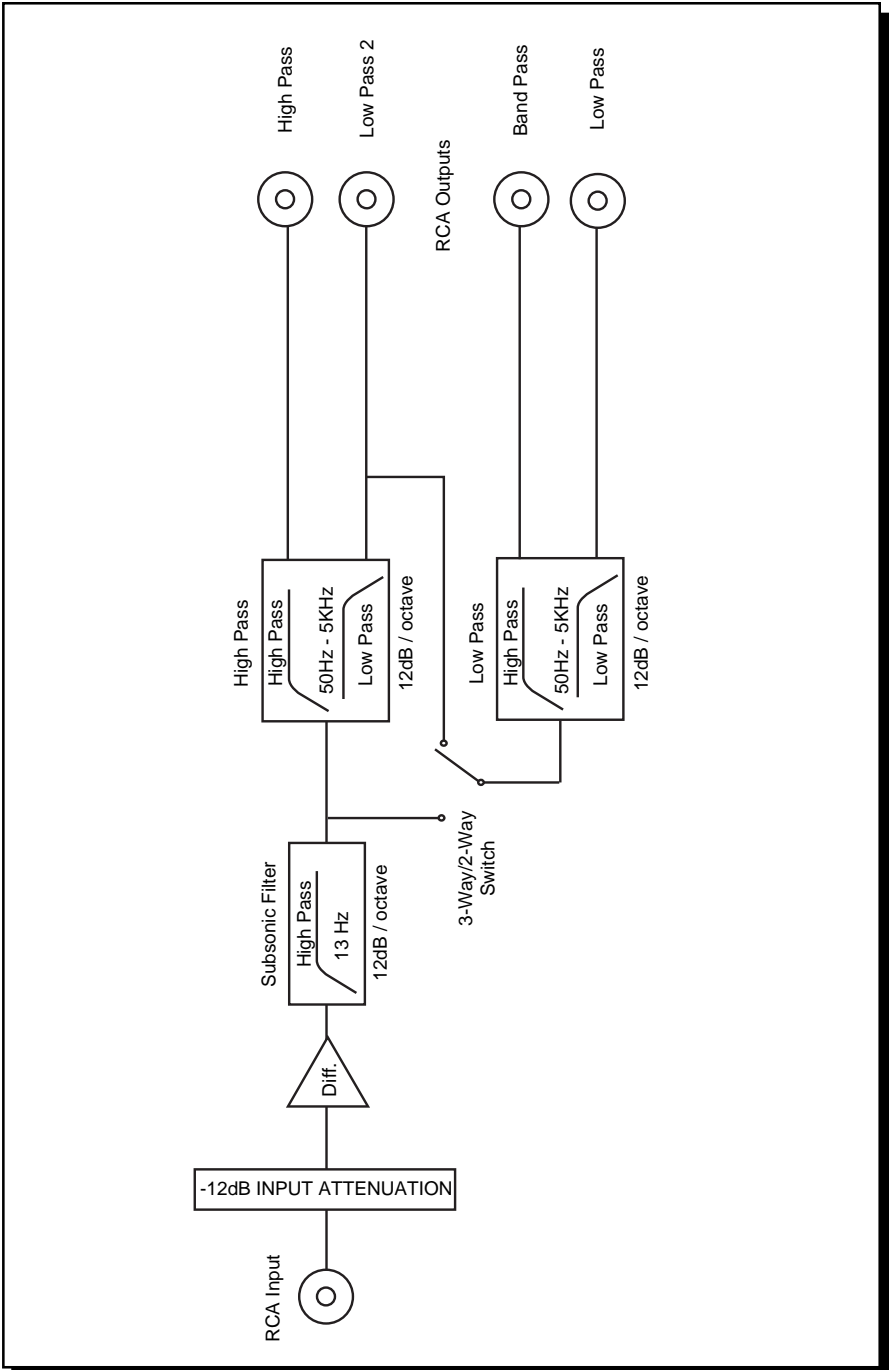 RCA Input
-12dB INPUT ATTENUATION
Diff.
Subsonic Filter
High Pass
13 Hz
12dB / octave
3-Way/2-Way
Switch
High Pass
High Pass
50Hz - 5KHz
Low Pass
12dB / octave
Low Pass
High Pass
50Hz - 5KHz
Low Pass
12dB / octave
High Pass
Low Pass 2
RCA Outputs
Band Pass
Low Pass